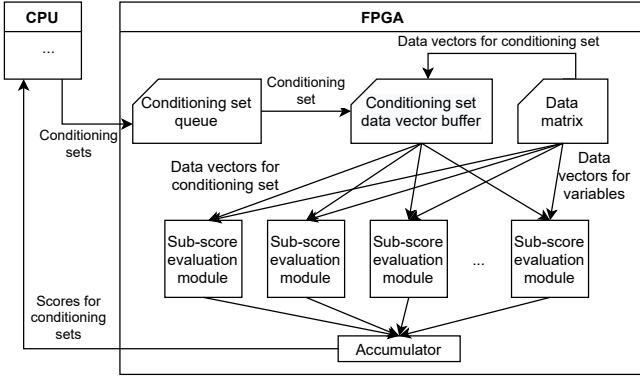 CPU
FPGA
...
Data vectors for conditioning set
Conditioning set
queue
Conditioning
set
Conditioning set
data vector buffer
Data
matrix
Conditioning
sets
Data vectors for
conditioning set
Data
vectors for
variables
Sub-score
evaluation
module
Sub-score
evaluation
module
Sub-score
evaluation
module
...
Sub-score
evaluation
module
Scores for
conditioning
sets
Accumulator